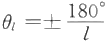 θ_l = ± 180° / l